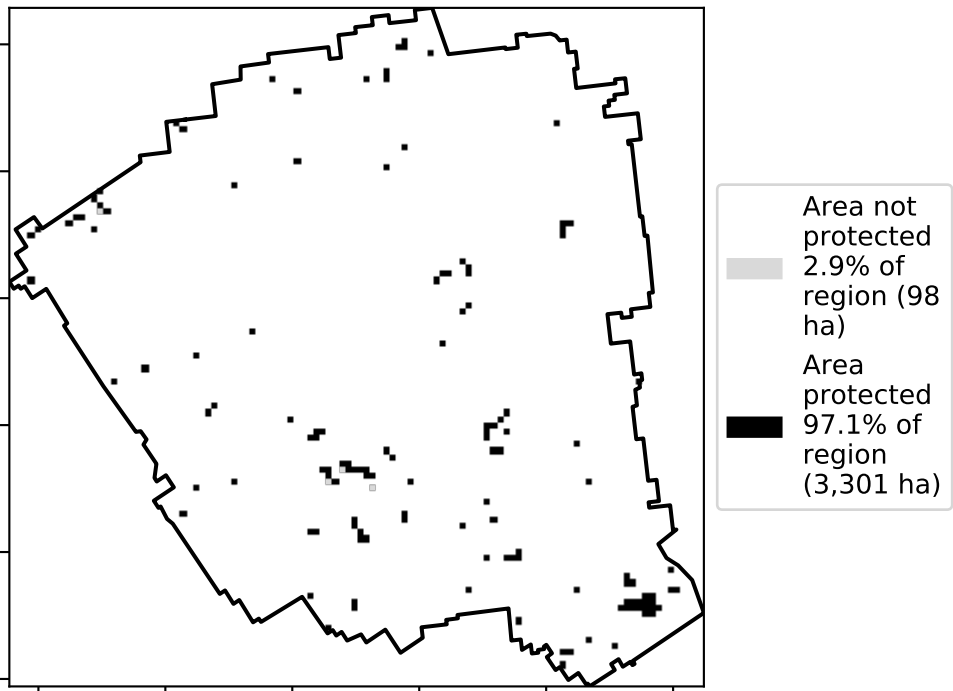 Area not
protected
2.9% of
region (98
ha)
Area
protected
97.1% of
region
(3,301 ha)